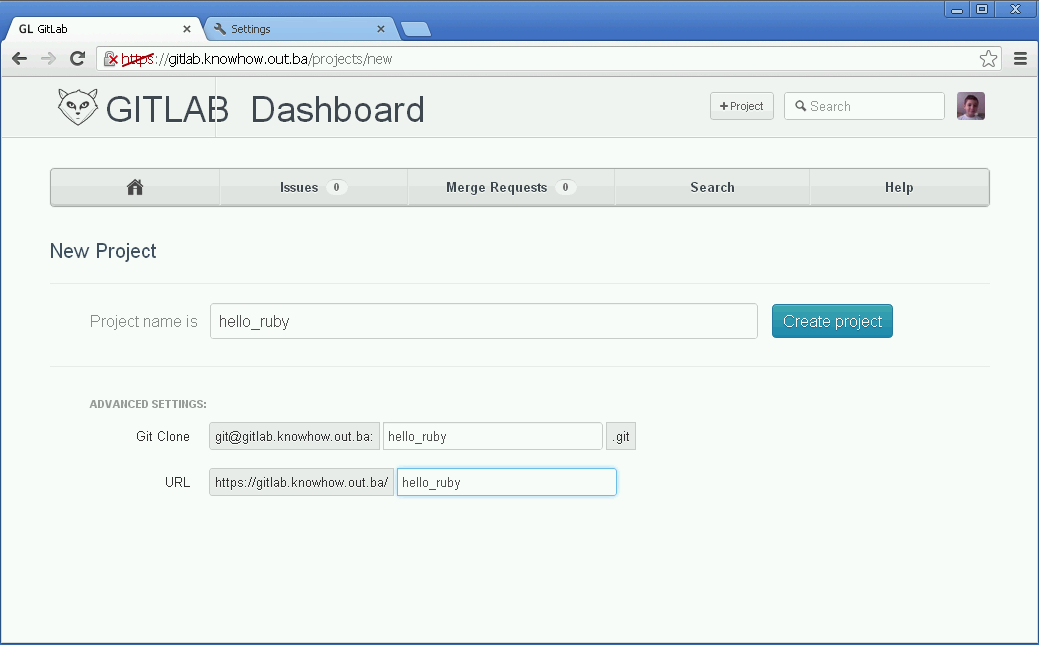 GL GitLab
Settings
https://gitlab.knowhow.out.ba/projects/new
GITLAB Dashboard
+Project
Search
Issues 0
Merge Requests 0
Search
Help
New Project
Project name is
hello_ruby
Create project
ADVANCED SETTINGS:
Git Clone
git@gitlab.knowhow.out.ba:
hello_ruby
.git
URL
https://gitlab.knowhow.out.ba/
hello_ruby